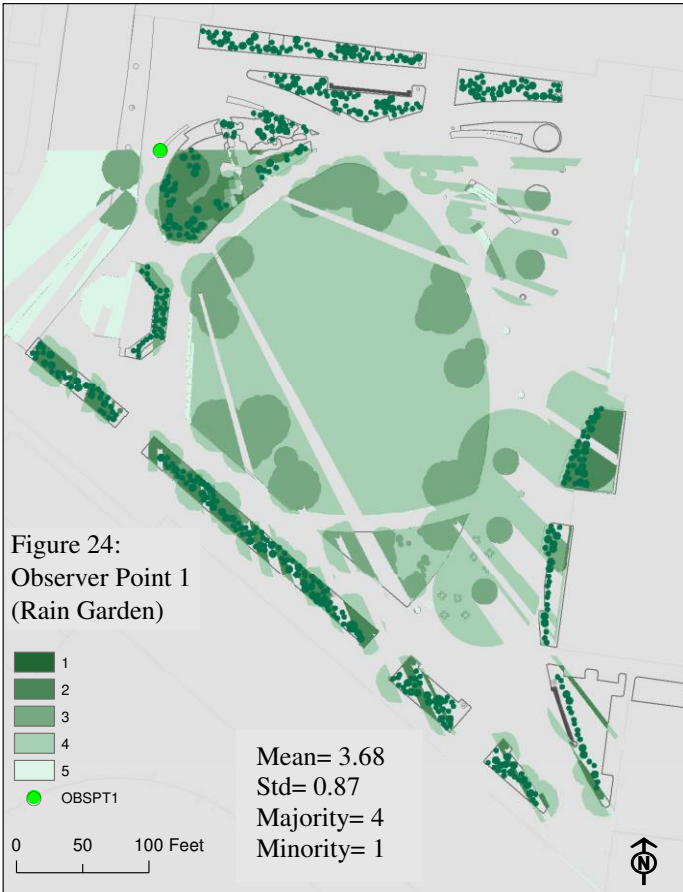 Figure 24:
Observer Point 1
(Rain Garden)
1
2
3
4
5
OBSPT1
0 50 100 Feet
Mean= 3.68
Std= 0.87
Majority= 4
Minority= 1
N